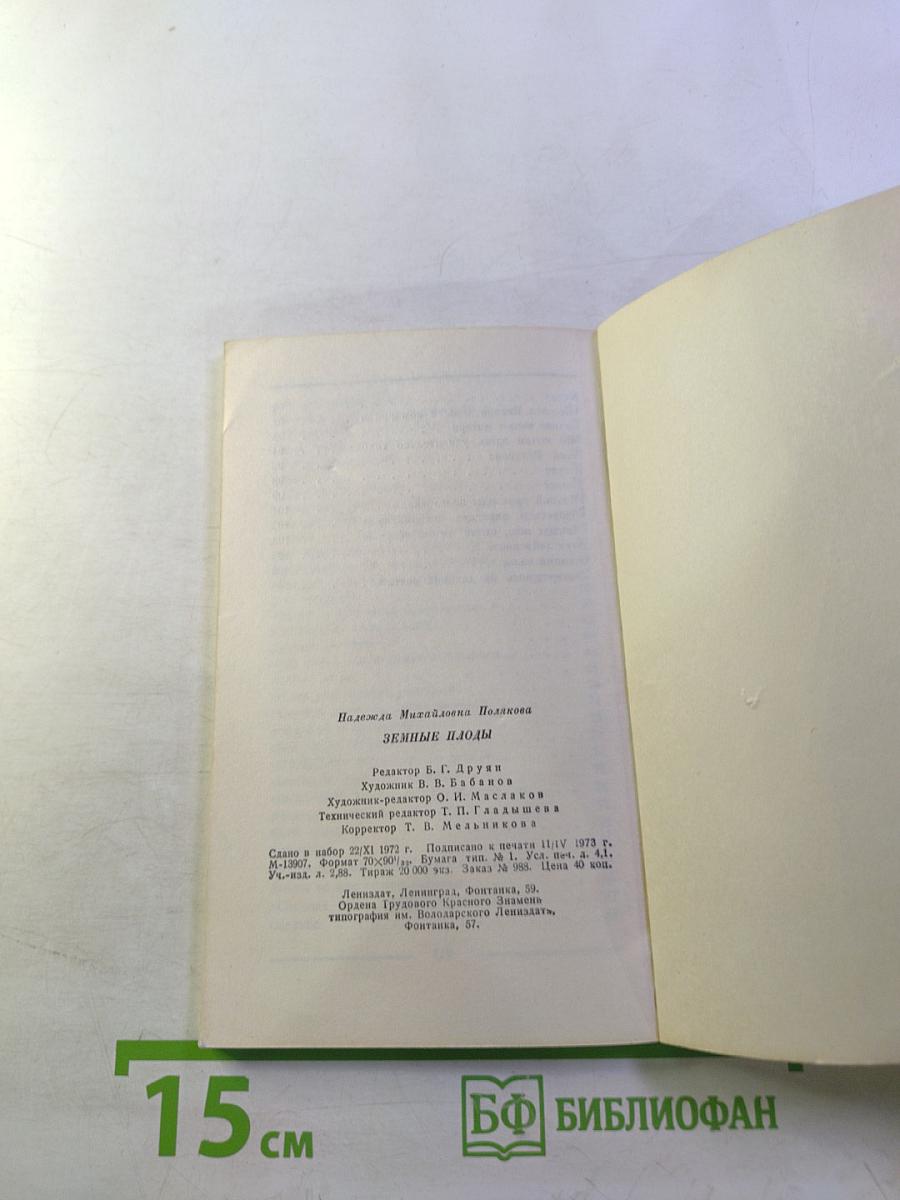 Надежда Михайловна Полякова
ЗЕМНЫЕ ПЛОДЫ
Редактор Б. Г. Друян
Художник В. В. Бабанов
Художник-редактор О. И. Маслаков
Технический редактор Т. П. Гладышева
Корректор Т. В. Мельникова
Сдано в набор 22/XI 1972 г. Подписано к печати 11/IV 1973 г.
М-13907. Формат 70×90¹/₃₂. Бумага тип. № 1. Усл. печ. л. 4,1.
Уч.-изд. л. 2,88. Тираж 20 000 экз. Заказ № 988. Цена 40 коп.
Лениздат, Ленинград, Фонтанка, 59.
Ордена Трудового Красного Знамени
типография им. Володарского Лениздата,
Фонтанка, 57.
15 см
БФ БИБЛИОФАН